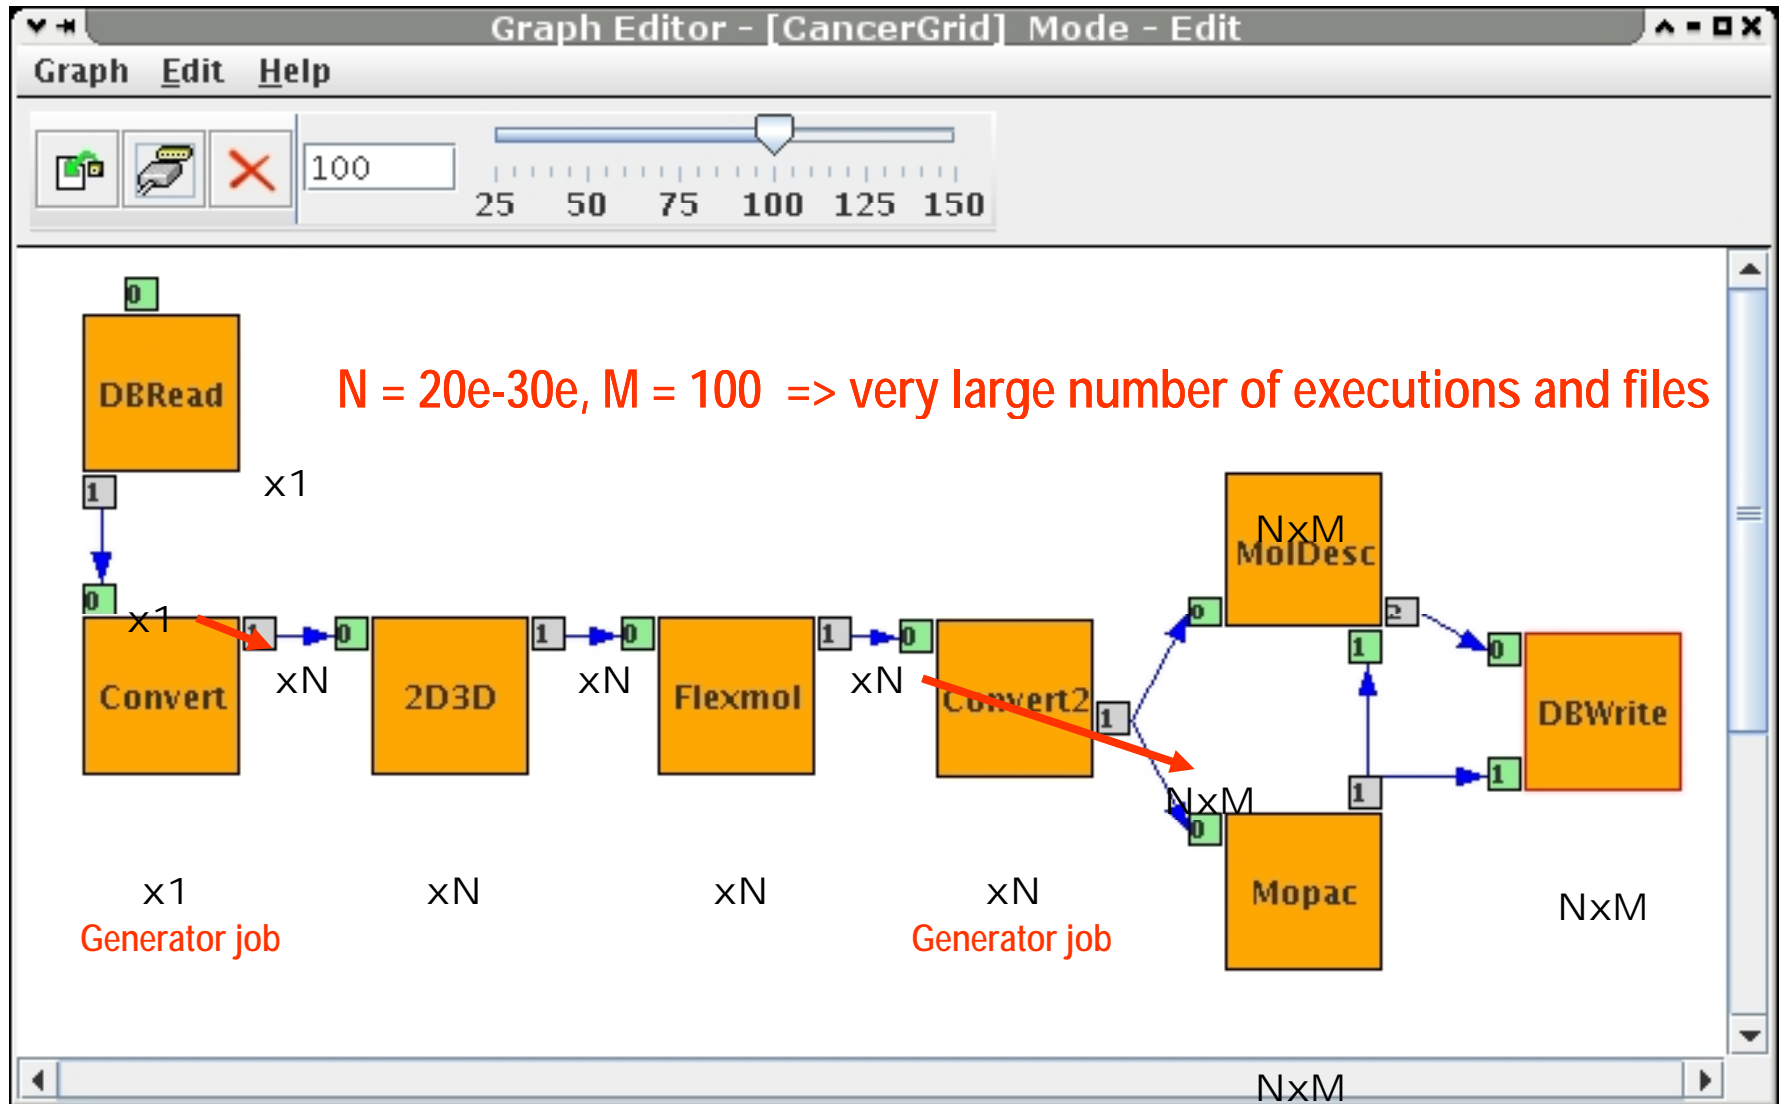 Graph Editor - [CancerGrid] Mode - Edit
Graph Edit Help
100
25 50 75 100 125 150
0
DBRead
N = 20e-30e, M = 100 => very large number of executions and files
1
x1
0
x1
Convert
1
xN
0
2D3D
1
xN
0
Flexmol
1
xN
0
Convert2
1
NxM
MolDesc
0
2
1
0
DBWrite
1
1
NxM
0
Mopac
x1
xN
xN
xN
NxM
Generator job
Generator job
NxM